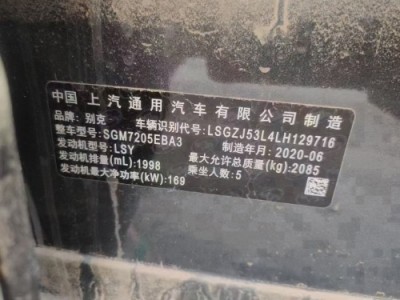 中国 上汽通用汽车有限公司制造
品牌: 别克 车辆识别代号: LSGZJ53L4LH129716
整车型号: SGM7205EBA3 制造年月: 2020-06
发动机型号: LSY 最大允许总质量(kg): 2085
发动机排量(mL): 1998 乘坐人数: 5
发动机最大净功率(kW): 169